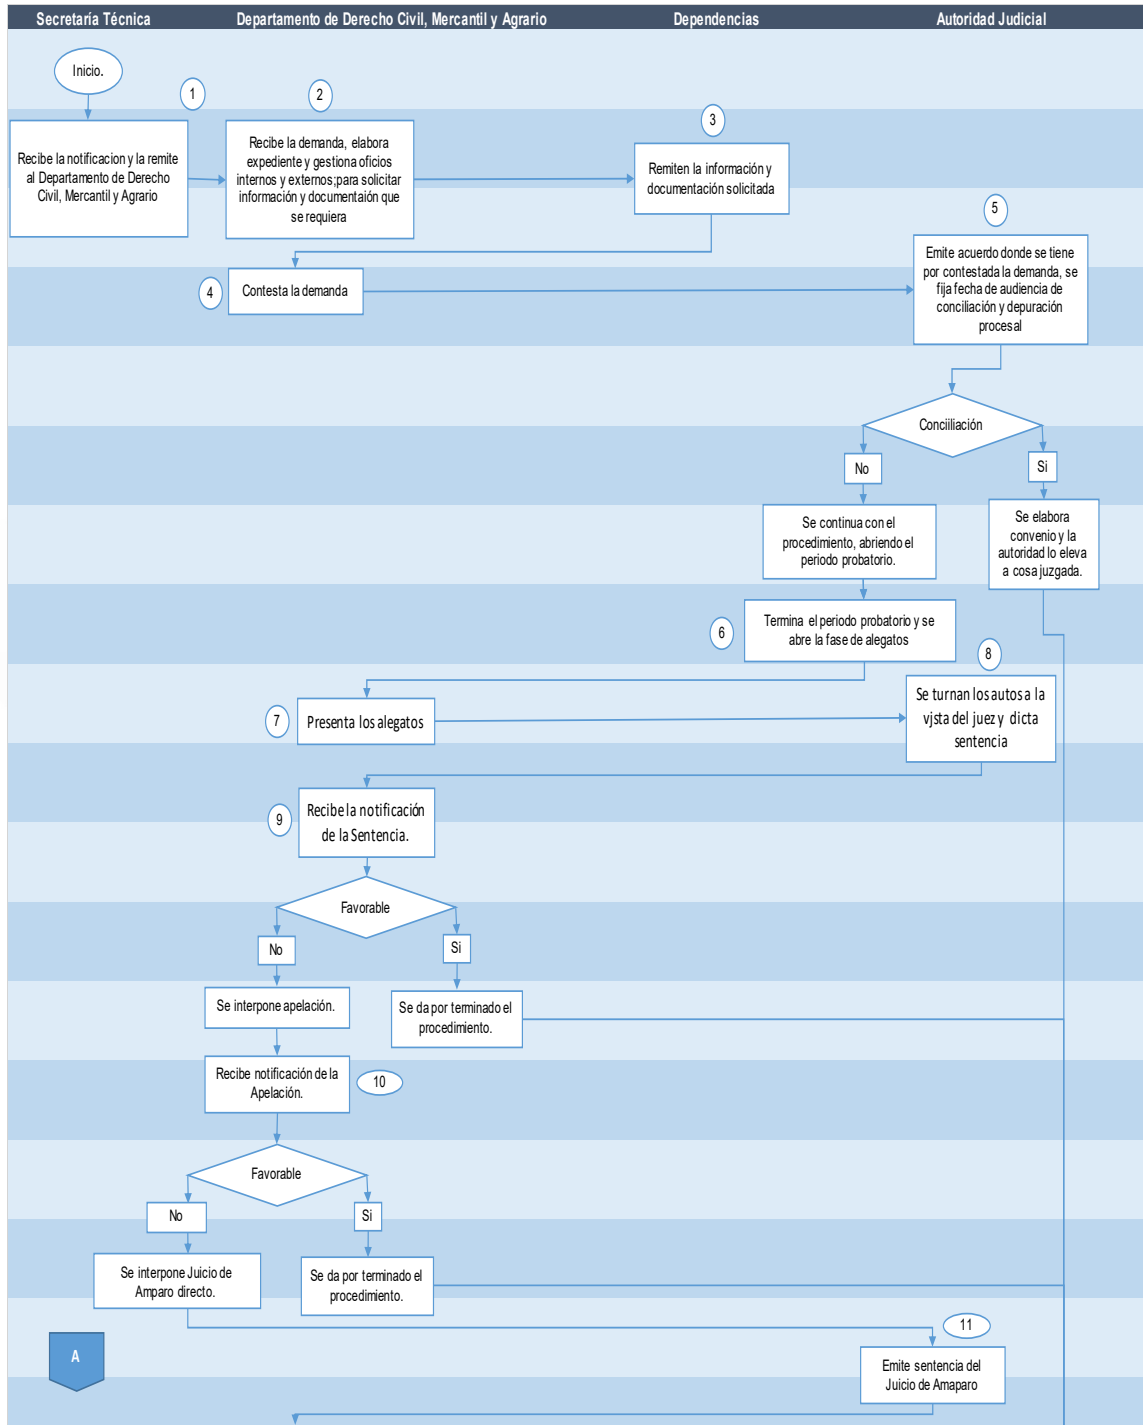 Secretaría Técnica
Departamento de Derecho Civil, Mercantil y Agrario
Dependencias
Autoridad Judicial
Inicio.
1
Recibe la notificacion y la remite
al Departamento de Derecho
Civil, Mercantil y Agrario
2
Recibe la demanda, elabora
expediente y gestiona oficios
internos y externos;para solicitar
información y documentaión que
se requiera
3
Remiten la información y
documentación solicitada
4
Contesta la demanda
5
Emite acuerdo donde se tiene
por contestada la demanda, se
fija fecha de audiencia de
conciliación y depuración
procesal
Conciiliación
No
Si
Se continua con el
procedimiento, abriendo el
periodo probatorio.
Se elabora
convenio y la
autoridad lo eleva
a cosa juzgada.
6
Termina el periodo probatorio y se
abre la fase de alegatos
7
Presenta los alegatos
8
Se turnan los autos a la
vjsta del juez y dicta
sentencia
9
Recibe la notificación
de la Sentencia.
Favorable
No
Si
Se interpone apelación.
Se da por terminado el
procedimiento.
Recibe notificación de la
Apelación.
10
Favorable
No
Si
Se interpone Juicio de
Amparo directo.
Se da por terminado el
procedimiento.
11
Emite sentencia del
Juicio de Amaparo
A